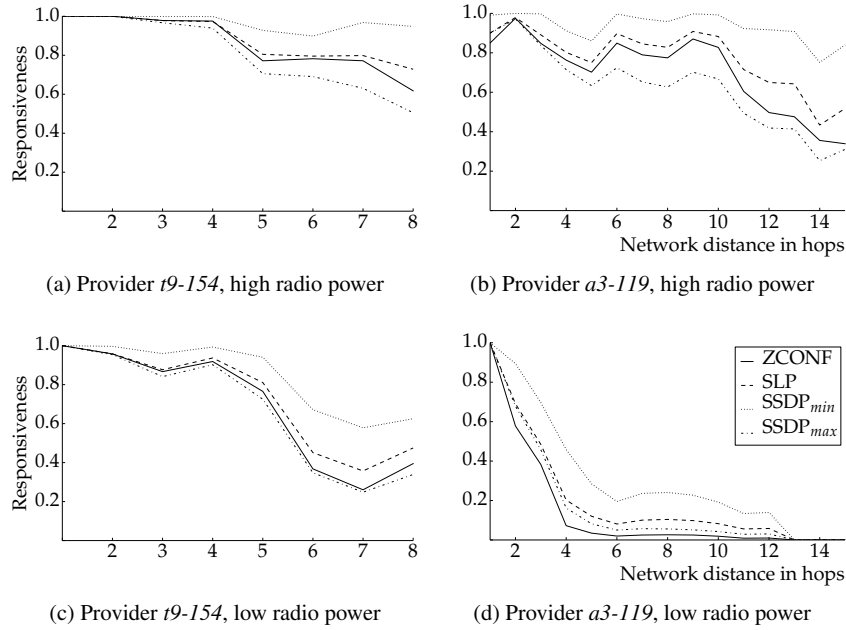 1.0
0.8
0.6
0.4
0.2
Responsiveness
2 3 4 5 6 7 8
(a) Provider t9-154, high radio power
1.0
0.8
0.6
0.4
0.2
2 4 6 8 10 12 14
Network distance in hops
(b) Provider a3-119, high radio power
1.0
0.8
0.6
0.4
0.2
Responsiveness
2 3 4 5 6 7 8
(c) Provider t9-154, low radio power
1.0
0.8
0.6
0.4
0.2
ZCONF
SLP
SSDPmin
SSDPmax
2 4 6 8 10 12 14
Network distance in hops
(d) Provider a3-119, low radio power